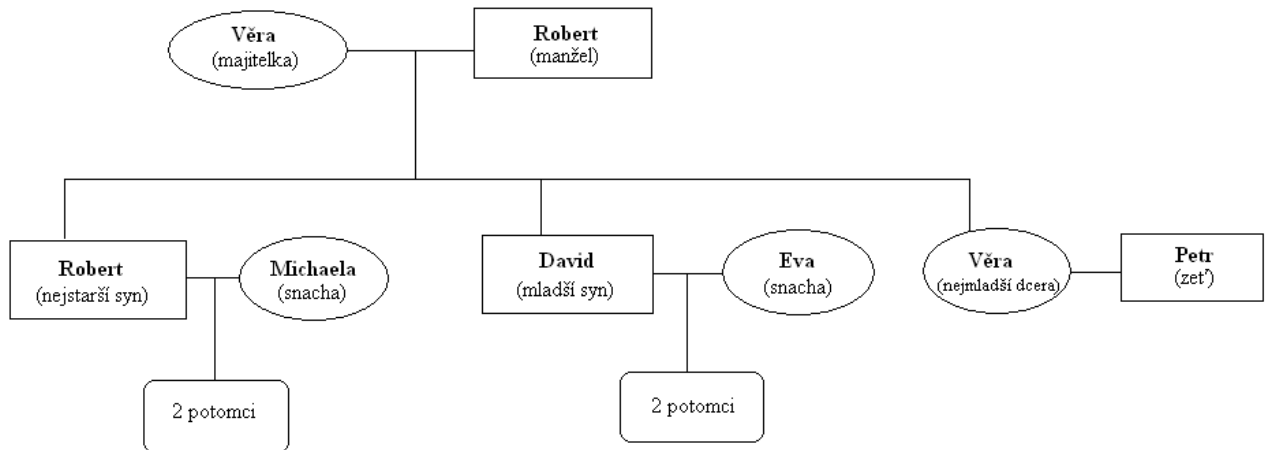 Věra
(majitelka)
Robert
(manžel)
Robert
(nejstarší syn)
Michaela
(snacha)
David
(mladší syn)
Eva
(snacha)
Věra
(nejmladší dcera)
Petr
(zeť)
2 potomci
2 potomci